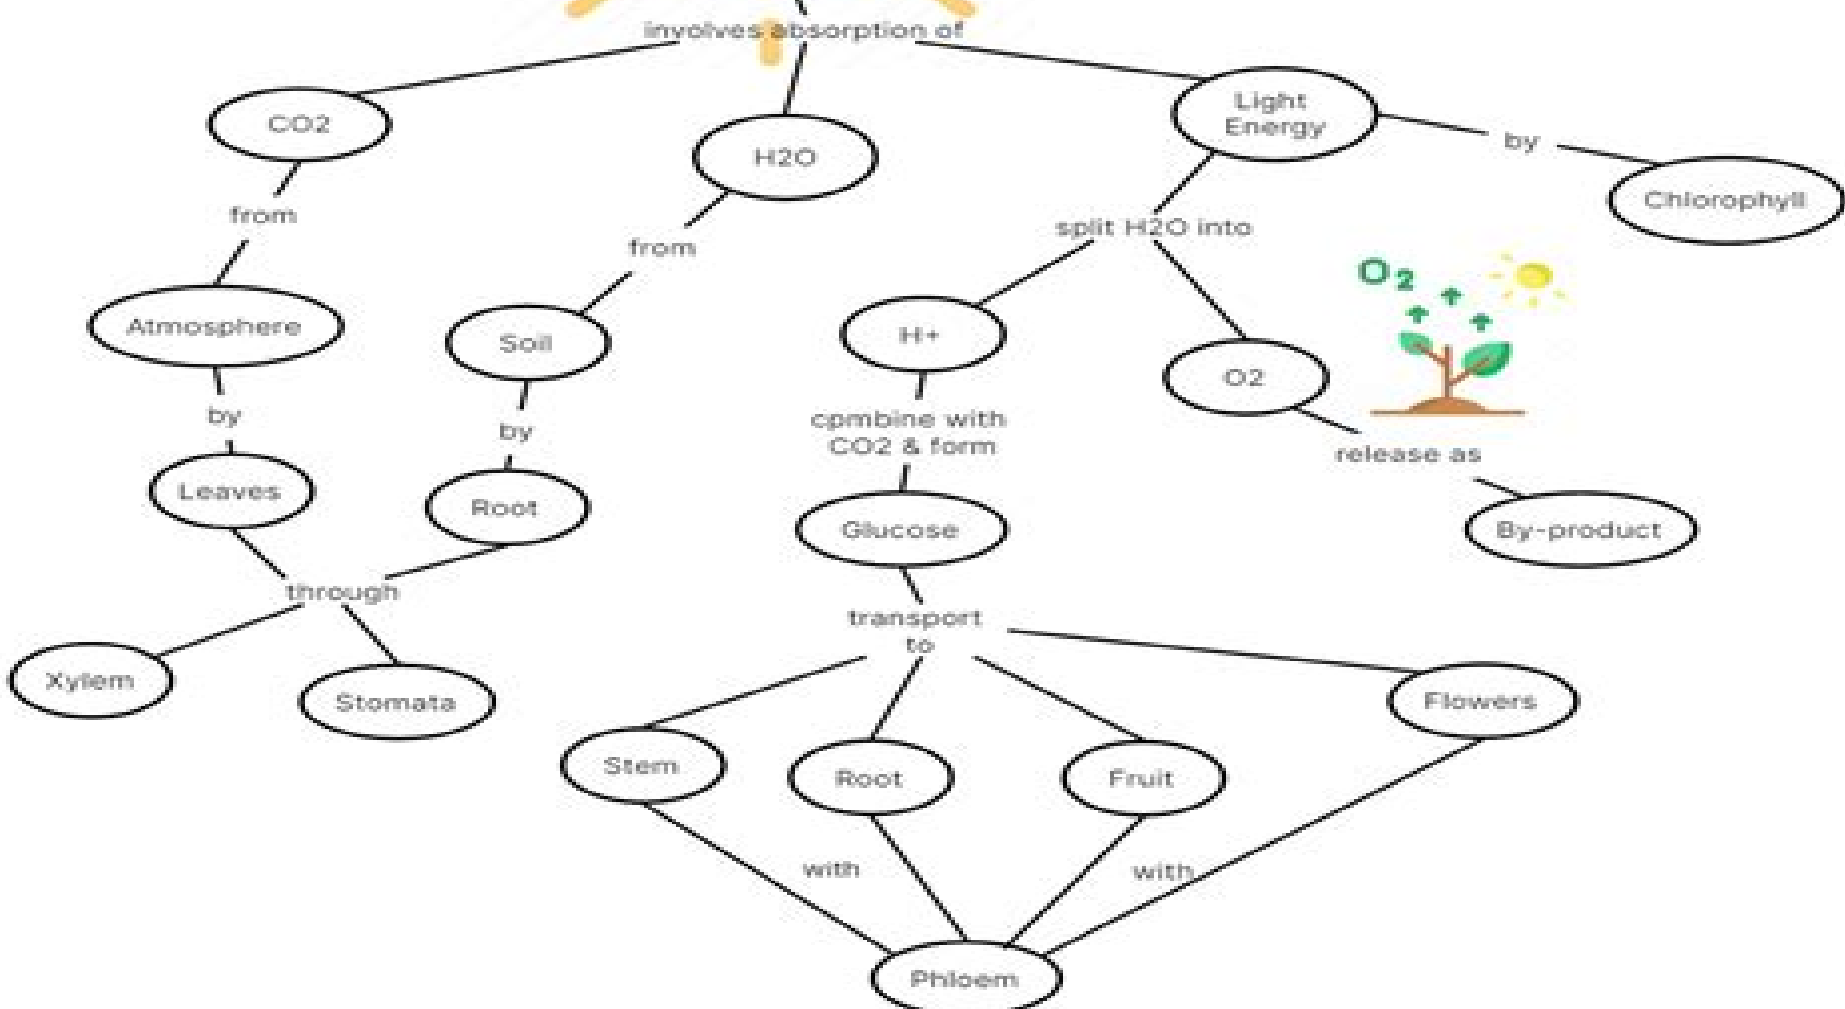 involves absorption of
CO2
H2O
Light
Energy
by
Chlorophyll
from
from
split H2O into
O2
Atmosphere
Soil
H+
O2
by
by
cpmbine with
CO2 & form
release as
Leaves
Root
Glucose
By-product
through
transport
to
Xylem
Stomata
Flowers
Stem
Root
Fruit
with
with
Phloem